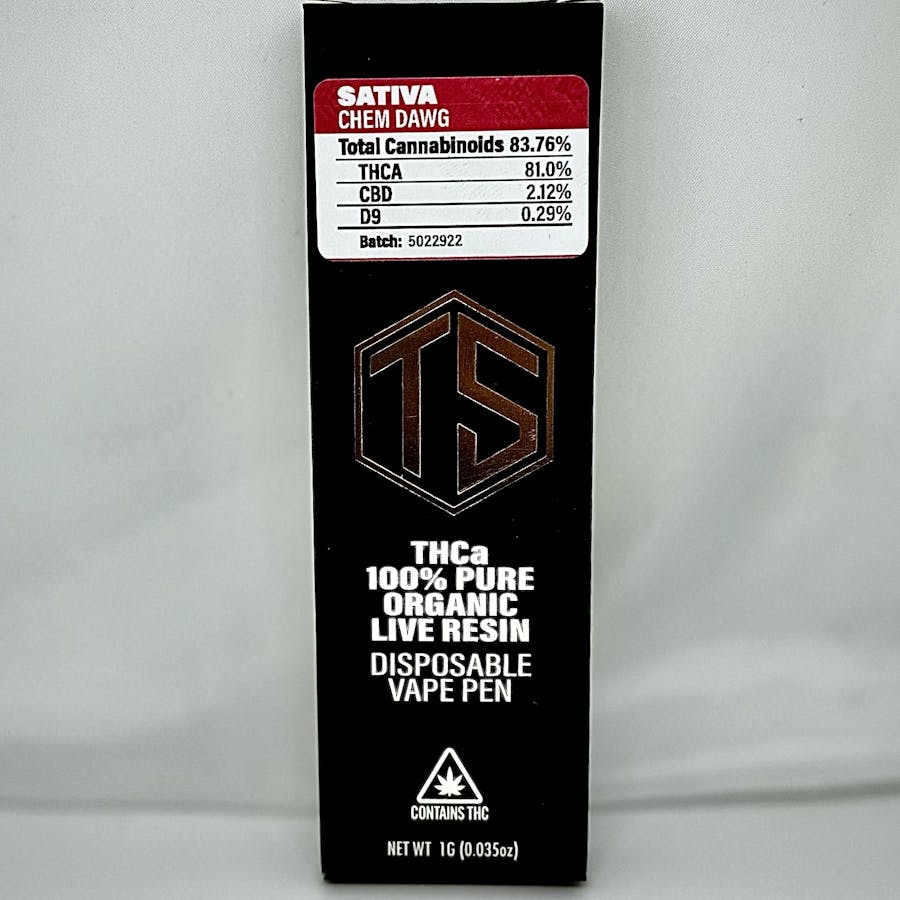 SATIVA
CHEM DAWG
Total Cannabinoids 83.76%
THCA 81.0%
CBD 2.12%
D9 0.29%
Batch: 5022922
TS
THCa
100% PURE
ORGANIC
LIVE RESIN
DISPOSABLE
VAPE PEN
CONTAINS THC
NET WT 1G (0.035oz)